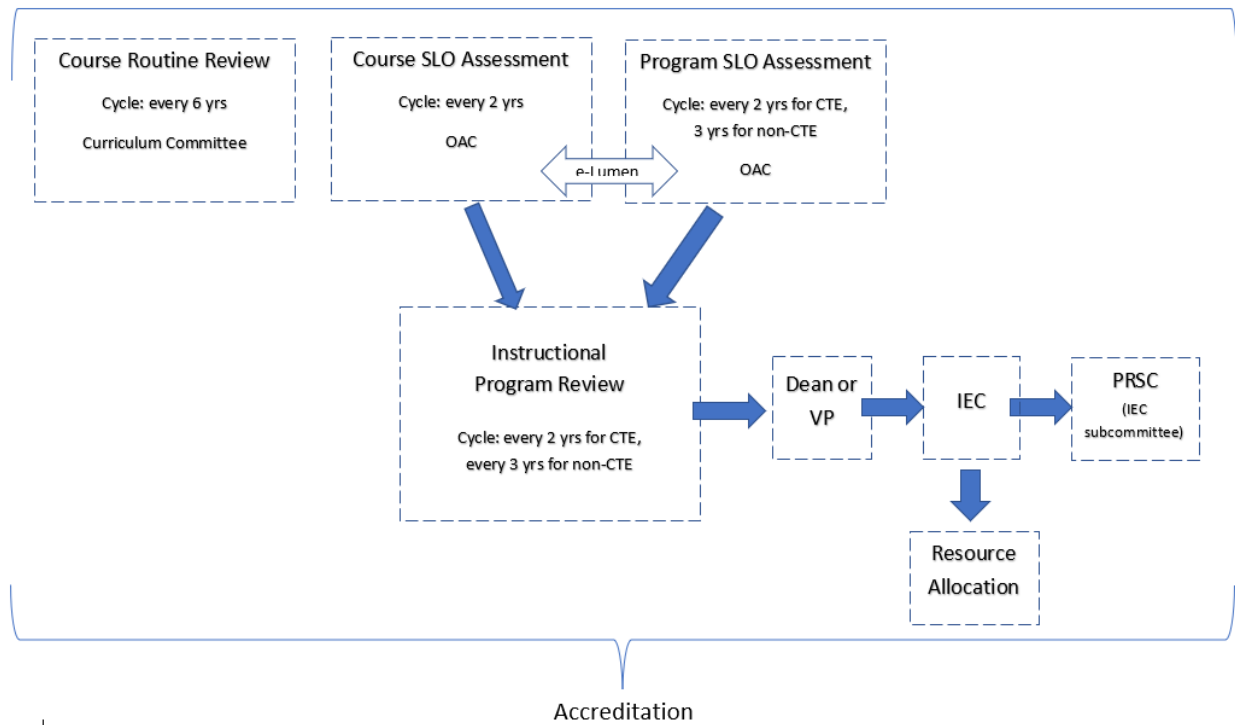 Course Routine Review
Cycle: every 6 yrs
Curriculum Committee
Course SLO Assessment
Cycle: every 2 yrs
OAC
Program SLO Assessment
Cycle: every 2 yrs for CTE,
3 yrs for non-CTE
OAC
e-Lumen
Instructional
Program Review
Cycle: every 2 yrs for CTE,
every 3 yrs for non-CTE
Dean or
VP
IEC
PRSC
(IEC
subcommittee)
Resource
Allocation
Accreditation